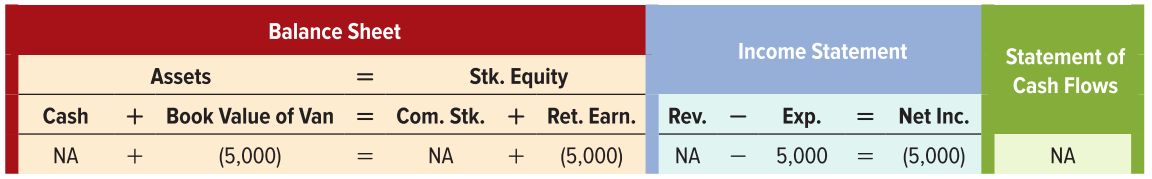 Balance Sheet
Income Statement
Statement of
Cash Flows
Assets = Stk. Equity
Cash + Book Value of Van = Com. Stk. + Ret. Earn. Rev. − Exp. = Net Inc.
NA + (5,000) = NA + (5,000) NA − 5,000 = (5,000) NA